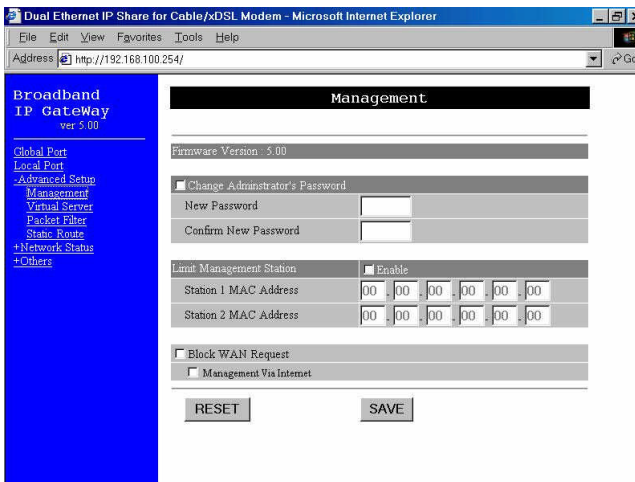 Dual Ethernet IP Share for Cable/xDSL Modem - Microsoft Internet Explorer
File Edit View Favorites Tools Help
Address http://192.168.100.254/ Go
Broadband
IP GateWay
ver 5.00
Global Port
Local Port
-Advanced Setup
Management
Virtual Server
Packet Filter
Static Route
+Network Status
+Others
Management
Firmware Version : 5.00
Change Adminstrator's Password
New Password
Confirm New Password
Limit Management Station Enable
Station 1 MAC Address 00 . 00 . 00 . 00 . 00 . 00
Station 2 MAC Address 00 . 00 . 00 . 00 . 00 . 00
Block WAN Request
Management Via Internet
RESET SAVE